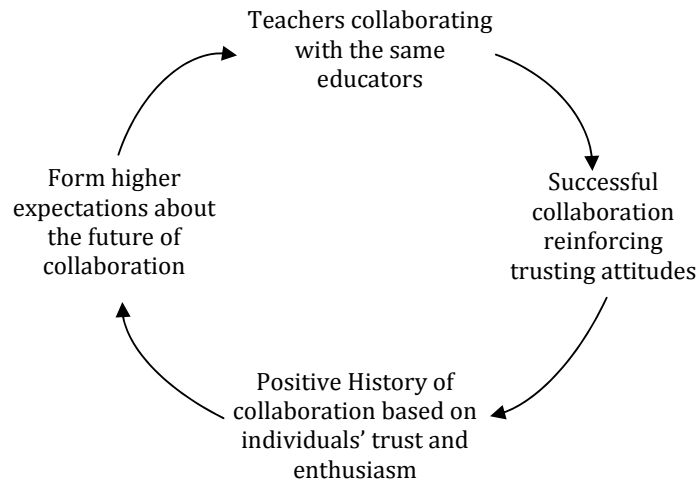 Teachers collaborating
with the same
educators
Successful
collaboration
reinforcing
trusting attitudes
Positive History of
collaboration based on
individuals’ trust and
enthusiasm
Form higher
expectations about
the future of
collaboration